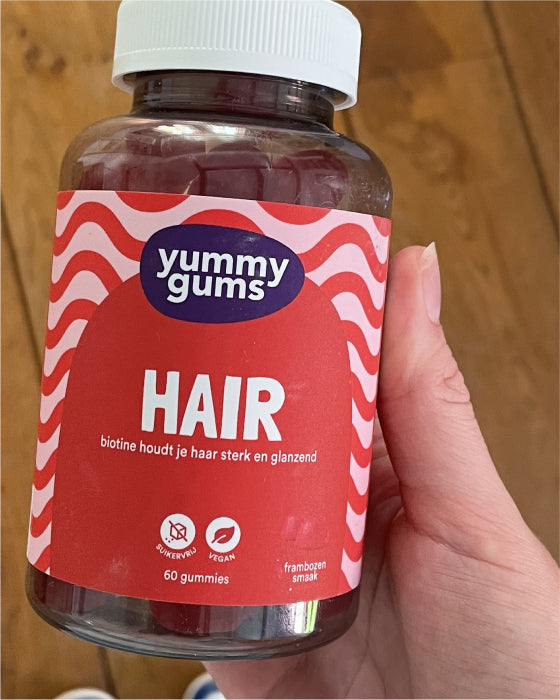 yummy
gums
HAIR
biotine houdt je haar sterk en glanzend
SUIKERVRIJ
VEGAN
60 gummies
frambozen
smaak